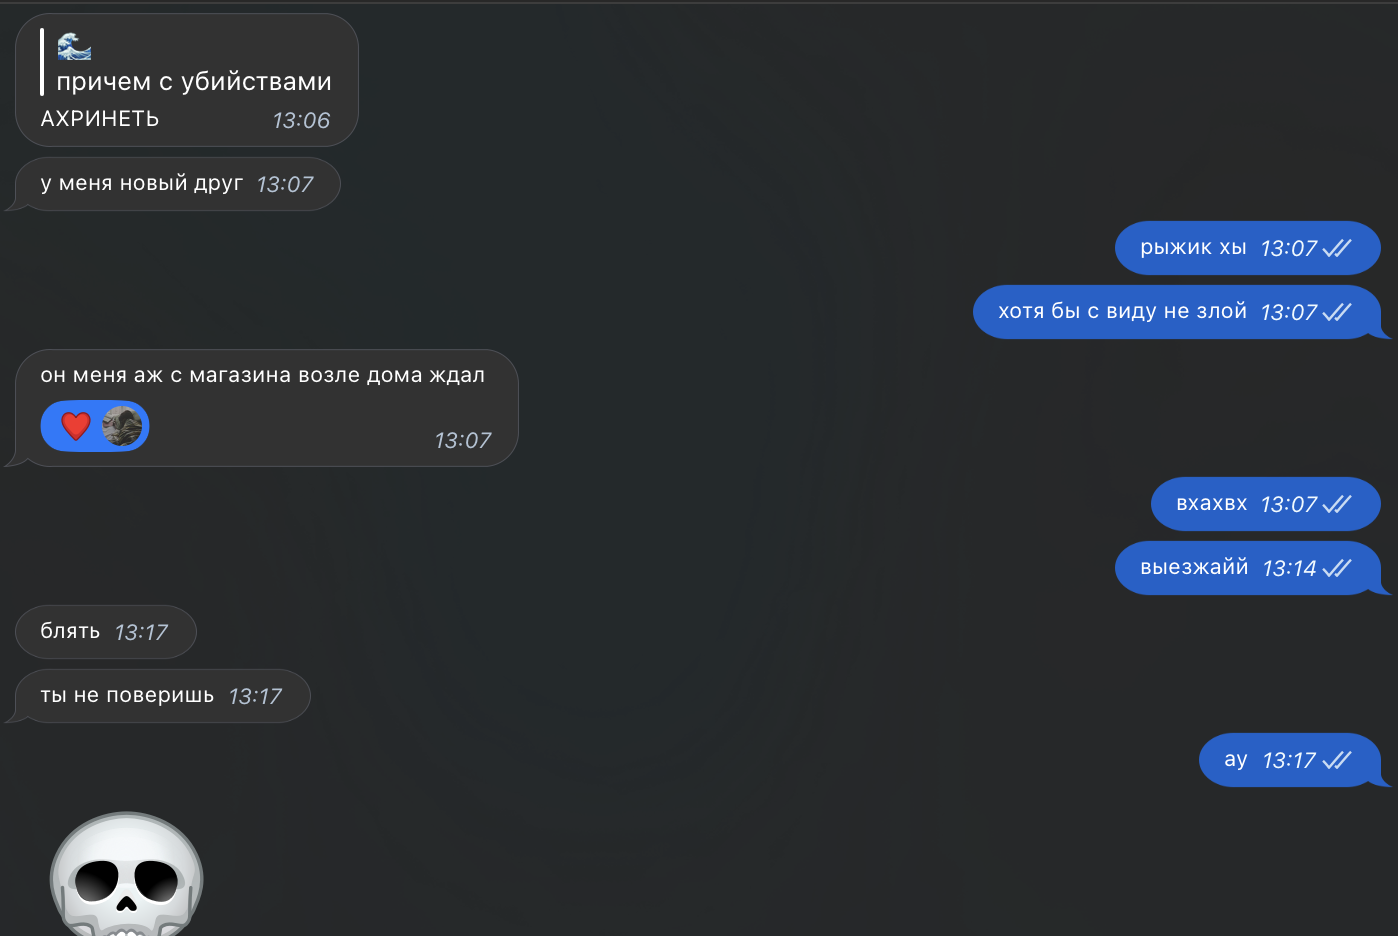 🌊
причем с убийствами
АХРИНЕТЬ 13:06
у меня новый друг 13:07
рыжик хы 13:07
хотя бы с виду не злой 13:07
он меня аж с магазина возле дома ждал
13:07
вхахвх 13:07
выезжайй 13:14
блять 13:17
ты не поверишь 13:17
ау 13:17